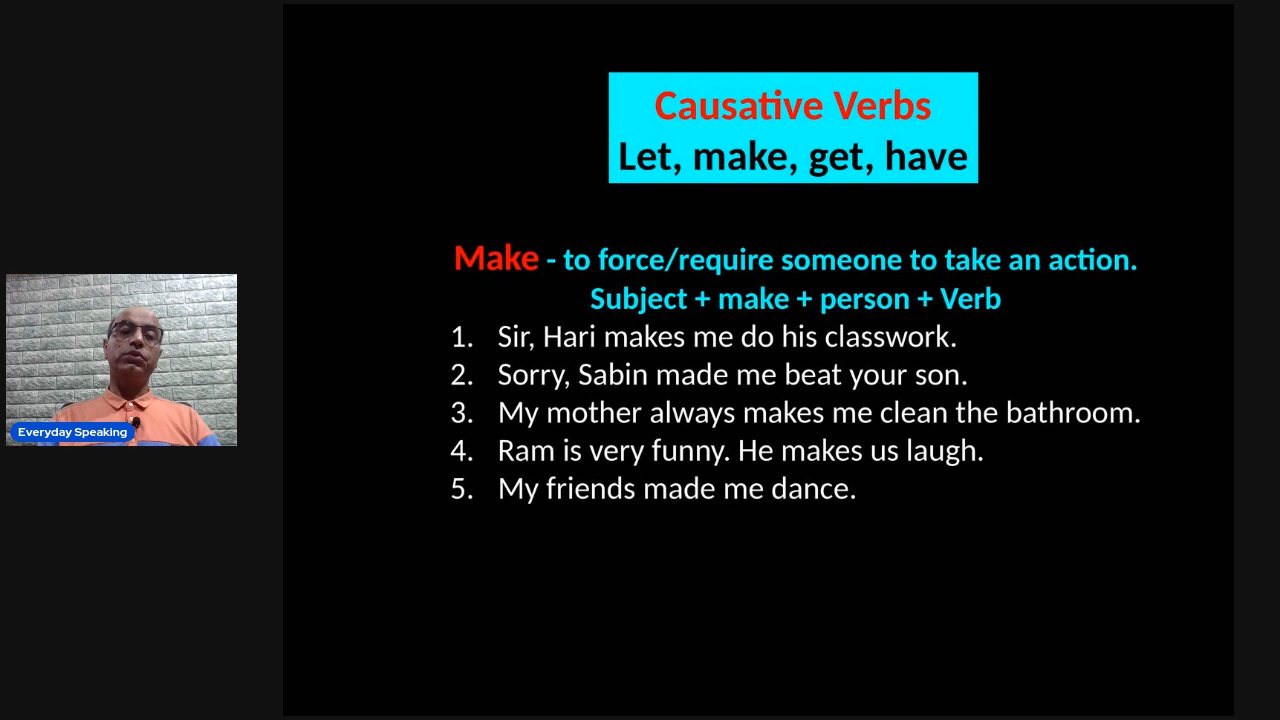 Causative Verbs
Let, make, get, have
Make - to force/require someone to take an action.
Subject + make + person + Verb
1. Sir, Hari makes me do his classwork.
2. Sorry, Sabin made me beat your son.
3. My mother always makes me clean the bathroom.
4. Ram is very funny. He makes us laugh.
5. My friends made me dance.
Everyday Speaking